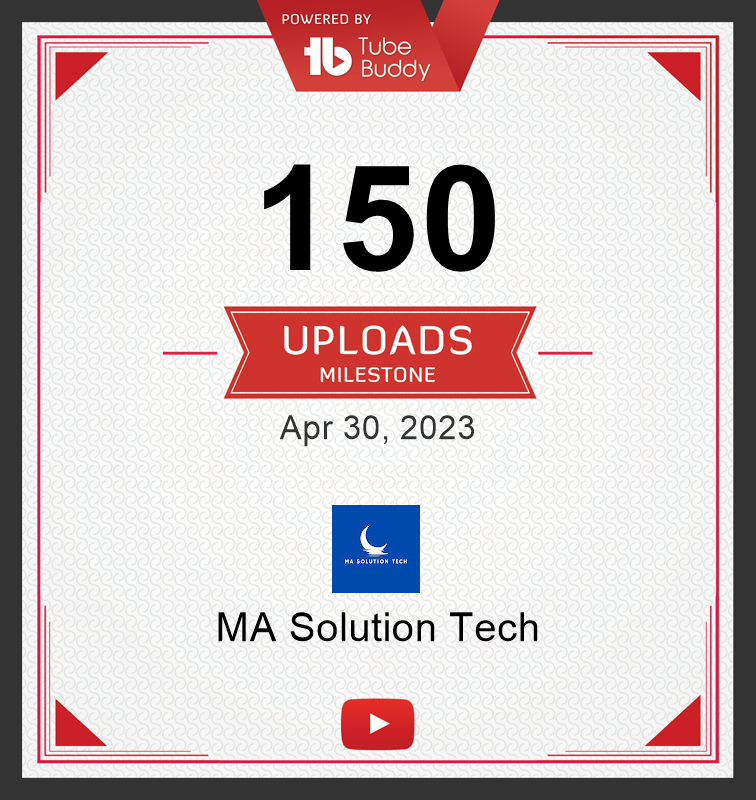 POWERED BY
Tube
Buddy
150
UPLOADS
MILESTONE
Apr 30, 2023
MA SOLUTION TECH
MA Solution Tech